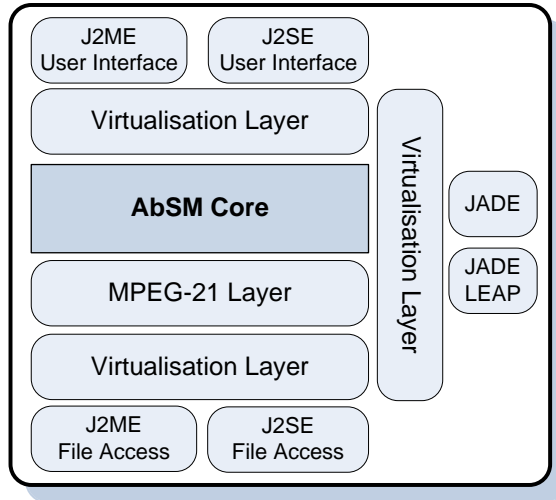 J2ME
User Interface
J2SE
User Interface
Virtualisation Layer
AbSM Core
MPEG-21 Layer
Virtualisation Layer
J2ME
File Access
J2SE
File Access
Virtualisation Layer
JADE
JADE
LEAP